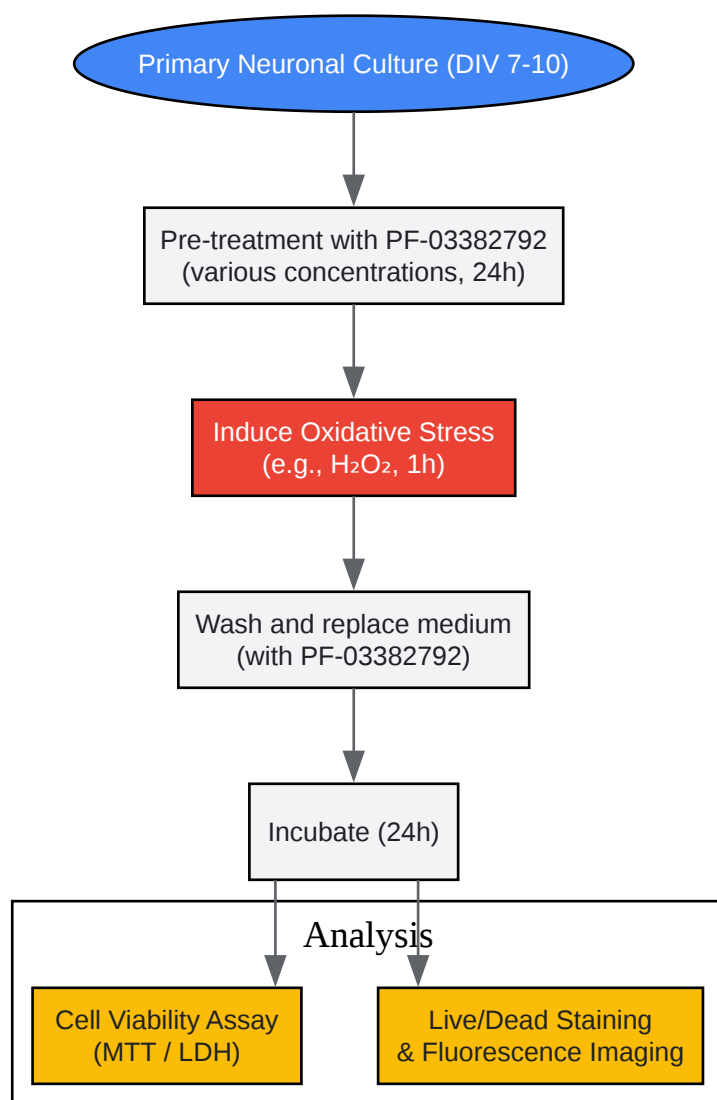 Primary Neuronal Culture (DIV 7-10)
Pre-treatment with PF-03382792
(various concentrations, 24h)
Induce Oxidative Stress
(e.g., H₂O₂, 1h)
Wash and replace medium
(with PF-03382792)
Incubate (24h)
Analysis
Cell Viability Assay
(MTT / LDH)
Live/Dead Staining
& Fluorescence Imaging